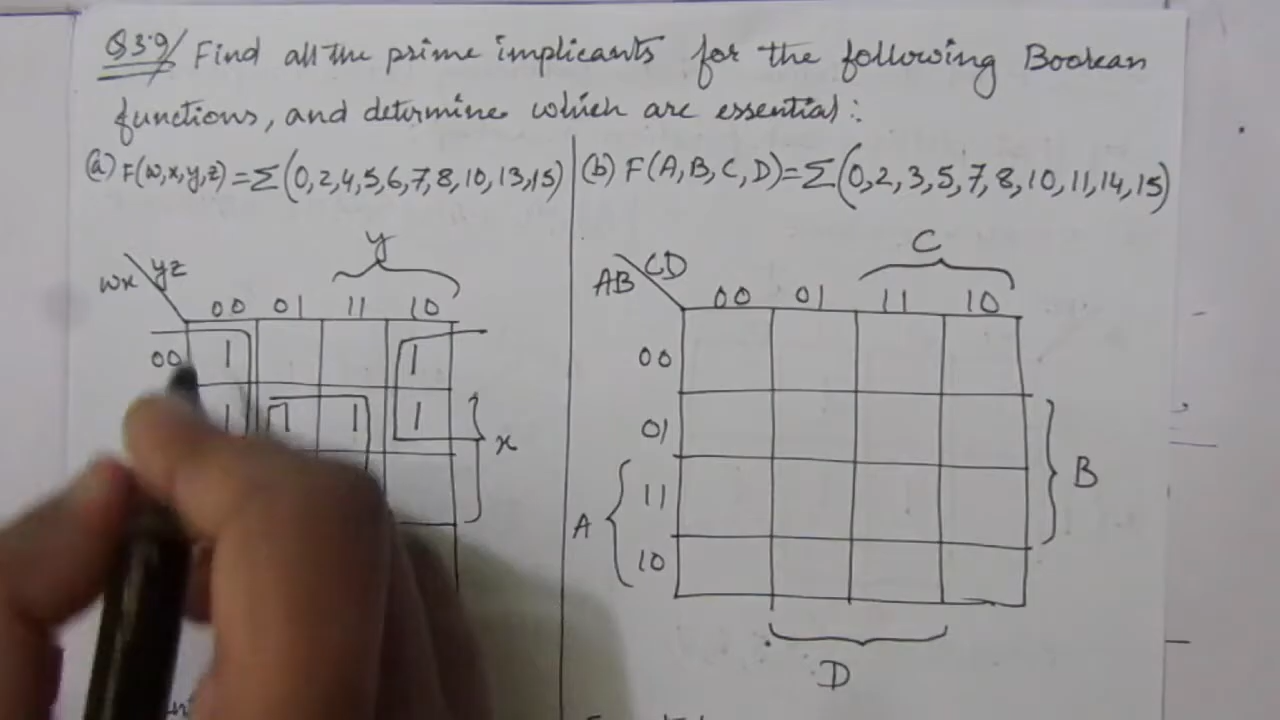 Q3.9/ Find all the prime implicants for the following Boolean
functions, and determine which are essential:
(a) F(w,x,y,z)=Σ(0,2,4,5,6,7,8,10,13,15)
(b) F(A,B,C,D)=Σ(0,2,3,5,7,8,10,11,14,15)
y
wx yz
00 01 11 10
00 1 1
1 1 1 1
x
C
AB CD
00 01 11 10
00
01
11
10
A
B
D